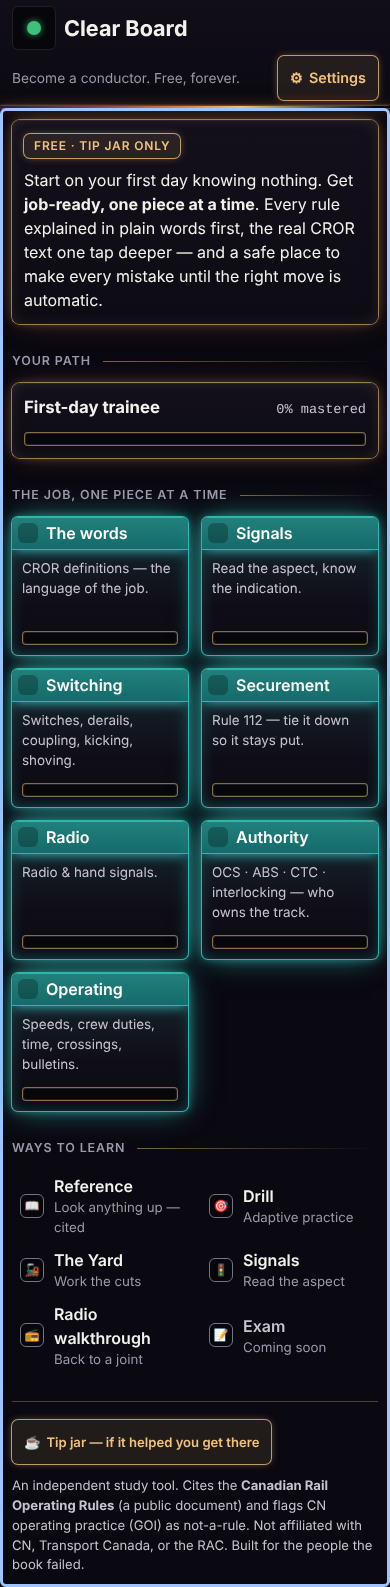 Clear Board
Become a conductor. Free, forever.
⚙ Settings
FREE · TIP JAR ONLY
Start on your first day knowing nothing. Get
job-ready, one piece at a time. Every rule
explained in plain words first, the real CROR
text one tap deeper — and a safe place to
make every mistake until the right move is
automatic.
YOUR PATH
First-day trainee
0% mastered
THE JOB, ONE PIECE AT A TIME
The words
CROR definitions — the
language of the job.
Signals
Read the aspect, know
the indication.
Switching
Switches, derails,
coupling, kicking,
shoving.
Securement
Rule 112 — tie it down
so it stays put.
Radio
Radio & hand signals.
Authority
OCS · ABS · CTC ·
interlocking — who
owns the track.
Operating
Speeds, crew duties,
time, crossings,
bulletins.
WAYS TO LEARN
Reference
Look anything up —
cited
Drill
Adaptive practice
The Yard
Work the cuts
Signals
Read the aspect
Radio
walkthrough
Back to a joint
Exam
Coming soon
☕ Tip jar — if it helped you get there
An independent study tool. Cites the Canadian Rail
Operating Rules (a public document) and flags CN
operating practice (GOI) as not-a-rule. Not affiliated with
CN, Transport Canada, or the RAC. Built for the people the
book failed.